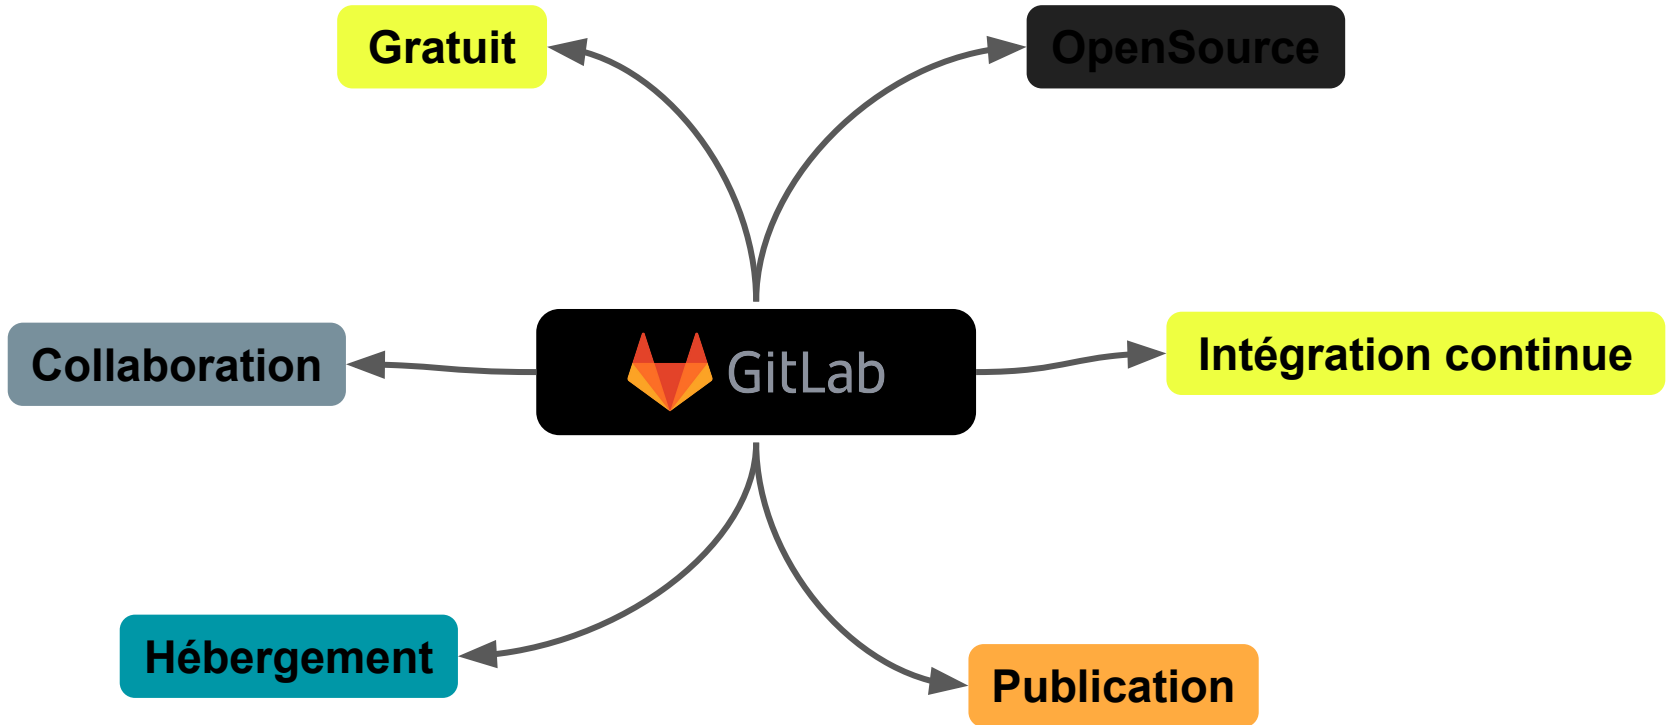 Gratuit
OpenSource
Collaboration
GitLab
Intégration continue
Hébergement
Publication